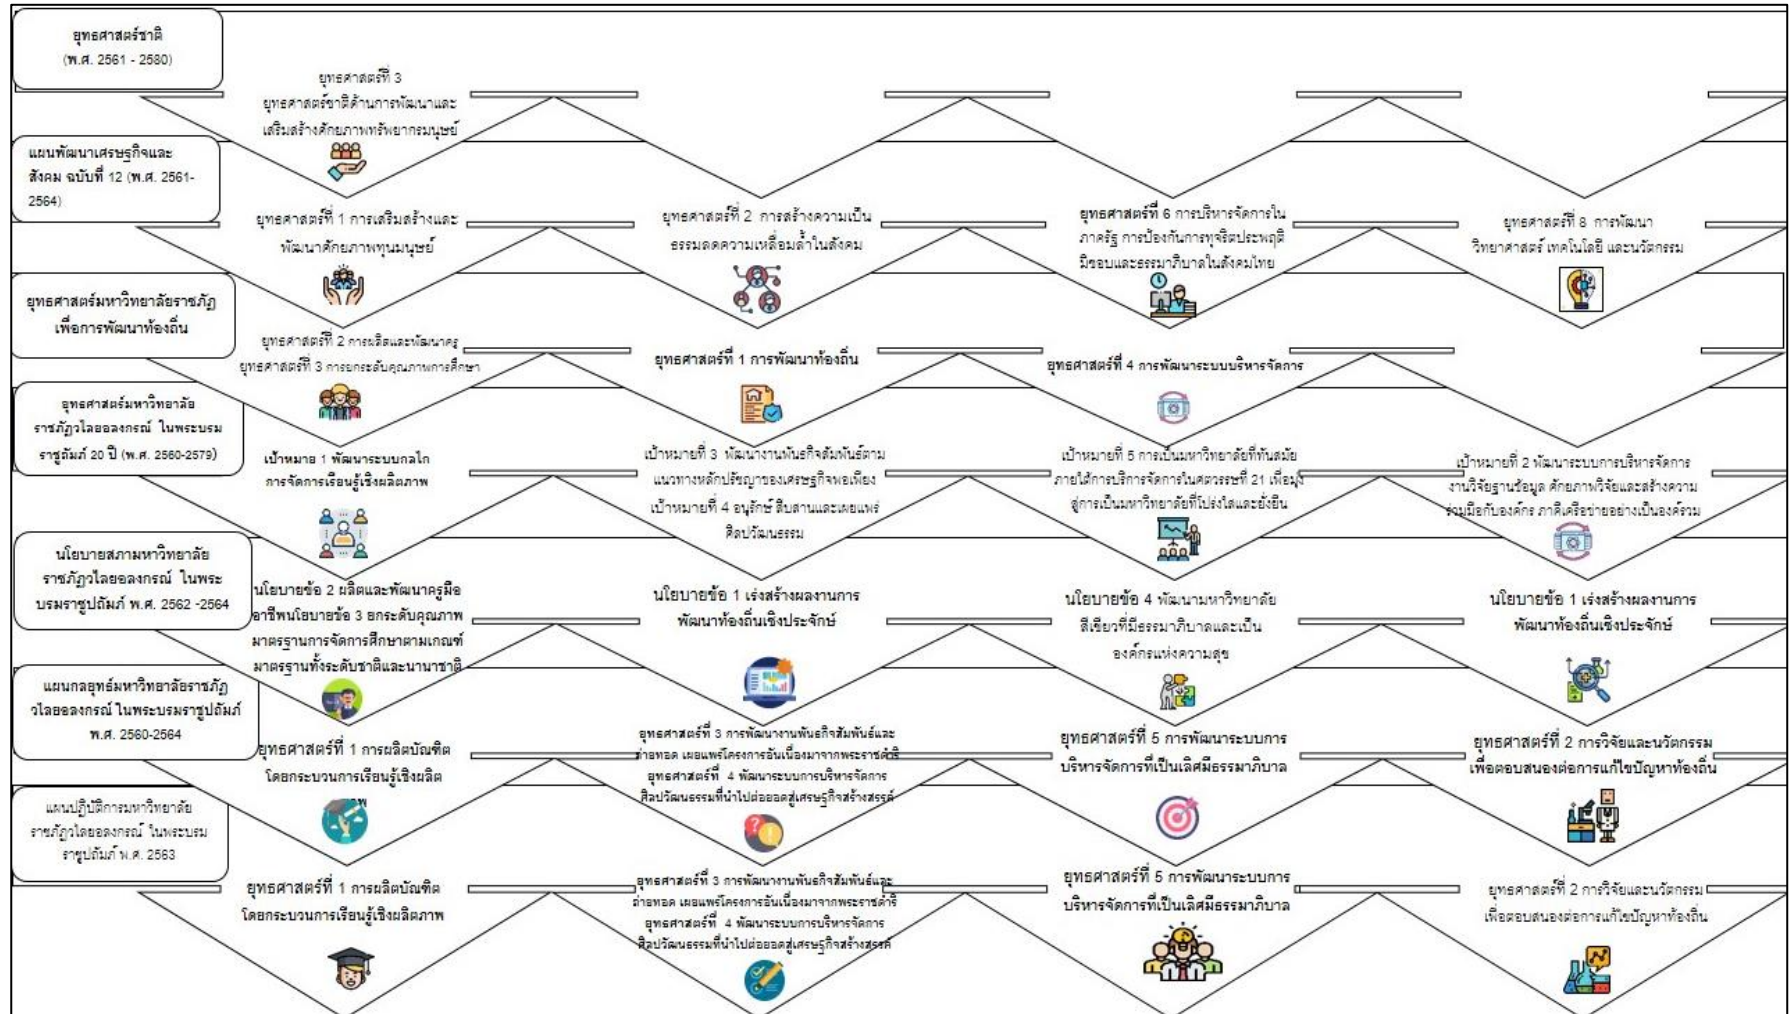 ยุทธศาสตร์ชาติ
(พ.ศ. 2561 - 2580)
ยุทธศาสตร์ที่ 3
ยุทธศาสตร์ชาติด้านการพัฒนาและ
เสริมสร้างศักยภาพทรัพยากรมนุษย์
แผนพัฒนาเศรษฐกิจและ
สังคม ฉบับที่ 12 (พ.ศ. 2561-
2564)
ยุทธศาสตร์ที่ 1 การเสริมสร้างและ
พัฒนาศักยภาพทุนมนุษย์
ยุทธศาสตร์ที่ 2 การสร้างความเป็น
ธรรมลดความเหลื่อมล้ำในสังคม
ยุทธศาสตร์ที่ 6 การบริหารจัดการใน
ภาครัฐ การป้องกันการทุจริตประพฤติ
มิชอบและธรรมาภิบาลในสังคมไทย
ยุทธศาสตร์ที่ 8 การพัฒนา
วิทยาศาสตร์ เทคโนโลยี และนวัตกรรม
ยุทธศาสตร์มหาวิทยาลัยราชภัฏ
เพื่อการพัฒนาท้องถิ่น
ยุทธศาสตร์ที่ 2 การผลิตและพัฒนาครู
ยุทธศาสตร์ที่ 3 การยกระดับคุณภาพการศึกษา
ยุทธศาสตร์ที่ 1 การพัฒนาท้องถิ่น
ยุทธศาสตร์ที่ 4 การพัฒนาระบบบริหารจัดการ
ยุทธศาสตร์มหาวิทยาลัย
ราชภัฏวไลยอลงกรณ์ ในพระบรม
ราชูถัมภ์ 20 ปี (พ.ศ. 2560-2579)
เป้าหมาย 1 พัฒนาระบบกลไก
การจัดการเรียนรู้เชิงผลิตภาพ
เป้าหมายที่ 3 พัฒนางานพันธกิจสัมพันธ์ตาม
แนวทางหลักปรัชญาของเศรษฐกิจพอเพียง
เป้าหมายที่ 4 อนุรักษ์ สืบสานและเผยแพร่
ศิลปวัฒนธรรม
เป้าหมายที่ 5 การเป็นมหาวิทยาลัยที่ทันสมัย
ภายใต้การบริการจัดการในศตวรรษที่ 21 เพื่อมุ่ง
สู่การเป็นมหาวิทยาลัยที่โปร่งใสและยั่งยืน
เป้าหมายที่ 2 พัฒนาระบบการบริหารจัดการ
งานวิจัยฐานข้อมูล ศักยภาพวิจัยและสร้างความ
ร่วมมือกับองค์กร ภาคีเครือข่ายอย่างเป็นองค์รวม
นโยบายสภามหาวิทยาลัย
ราชภัฏวไลยอลงกรณ์ ในพระ
บรมราชูปถัมภ์ พ.ศ. 2562 -2564
นโยบายข้อ 2 ผลิตและพัฒนาครูมือ
อาชีพนโยบายข้อ 3 ยกระดับคุณภาพ
มาตรฐานการจัดการศึกษาตามเกณฑ์
มาตรฐานทั้งระดับชาติและนานาชาติ
นโยบายข้อ 1 เร่งสร้างผลงานการ
พัฒนาท้องถิ่นเชิงประจักษ์
นโยบายข้อ 4 พัฒนามหาวิทยาลัย
สีเขียวที่มีธรรมาภิบาลและเป็น
องค์กรแห่งความสุข
นโยบายข้อ 1 เร่งสร้างผลงานการ
พัฒนาท้องถิ่นเชิงประจักษ์
แผนกลยุทธ์มหาวิทยาลัยราชภัฏ
วไลยอลงกรณ์ ในพระบรมราชูปถัมภ์
พ.ศ. 2560-2564
ยุทธศาสตร์ที่ 1 การผลิตบัณฑิต
โดยกระบวนการเรียนรู้เชิงผลิต
ยุทธศาสตร์ที่ 3 การพัฒนางานพันธกิจสัมพันธ์และ
ถ่ายทอด เผยแพร่โครงการอันเนื่องมาจากพระราชดำริ
ยุทธศาสตร์ที่ 4 พัฒนาระบบการบริหารจัดการ
ศิลปวัฒนธรรมที่นำไปต่อยอดสู่เศรษฐกิจสร้างสรรค์
ยุทธศาสตร์ที่ 5 การพัฒนาระบบการ
บริหารจัดการที่เป็นเลิศมีธรรมาภิบาล
ยุทธศาสตร์ที่ 2 การวิจัยและนวัตกรรม
เพื่อตอบสนองต่อการแก้ไขปัญหาท้องถิ่น
แผนปฏิบัติการมหาวิทยาลัย
ราชภัฏวไลยอลงกรณ์ ในพระบรม
ราชูปถัมภ์ พ.ศ. 2563
ยุทธศาสตร์ที่ 1 การผลิตบัณฑิต
โดยกระบวนการเรียนรู้เชิงผลิตภาพ
ยุทธศาสตร์ที่ 3 การพัฒนางานพันธกิจสัมพันธ์และ
ถ่ายทอด เผยแพร่โครงการอันเนื่องมาจากพระราชดำริ
ยุทธศาสตร์ที่ 4 พัฒนาระบบการบริหารจัดการ
ศิลปวัฒนธรรมที่นำไปต่อยอดสู่เศรษฐกิจสร้างสรรค์
ยุทธศาสตร์ที่ 5 การพัฒนาระบบการ
บริหารจัดการที่เป็นเลิศมีธรรมาภิบาล
ยุทธศาสตร์ที่ 2 การวิจัยและนวัตกรรม
เพื่อตอบสนองต่อการแก้ไขปัญหาท้องถิ่น